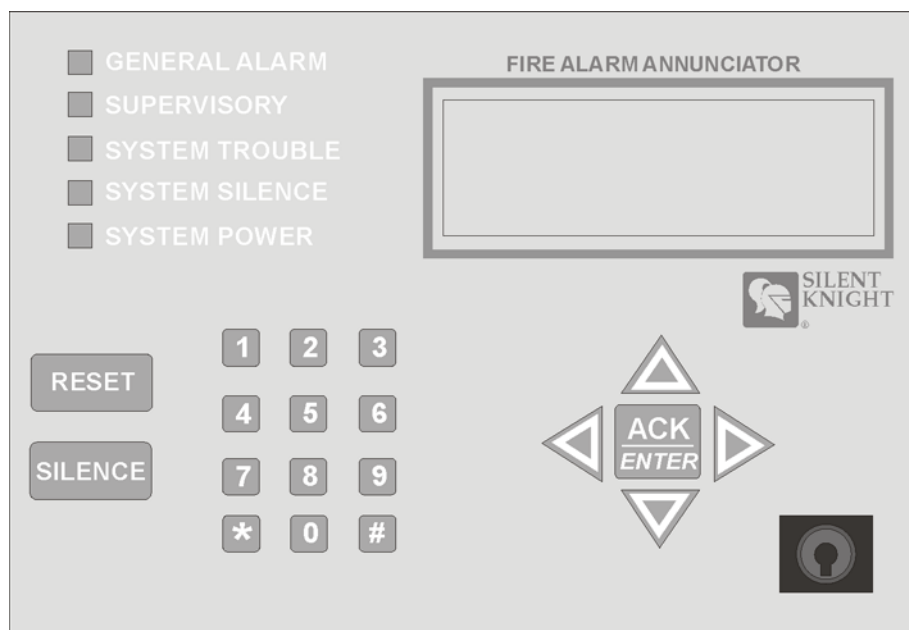 GENERAL ALARM
SUPERVISORY
SYSTEM TROUBLE
SYSTEM SILENCE
SYSTEM POWER
FIRE ALARM ANNUNCIATOR
SILENT
KNIGHT
®
RESET
SILENCE
1 2 3
4 5 6
7 8 9
* 0 #
ACK
ENTER